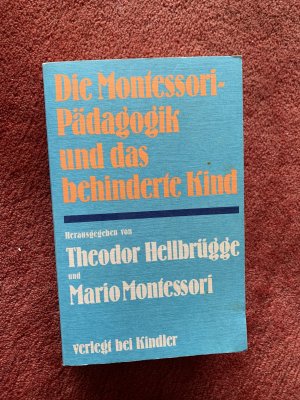 Die Montessori-
Pädagogik
und das
behinderte Kind
Herausgegeben von
Theodor Hellbrügge
und
Mario Montessori
verlegt bei Kindler